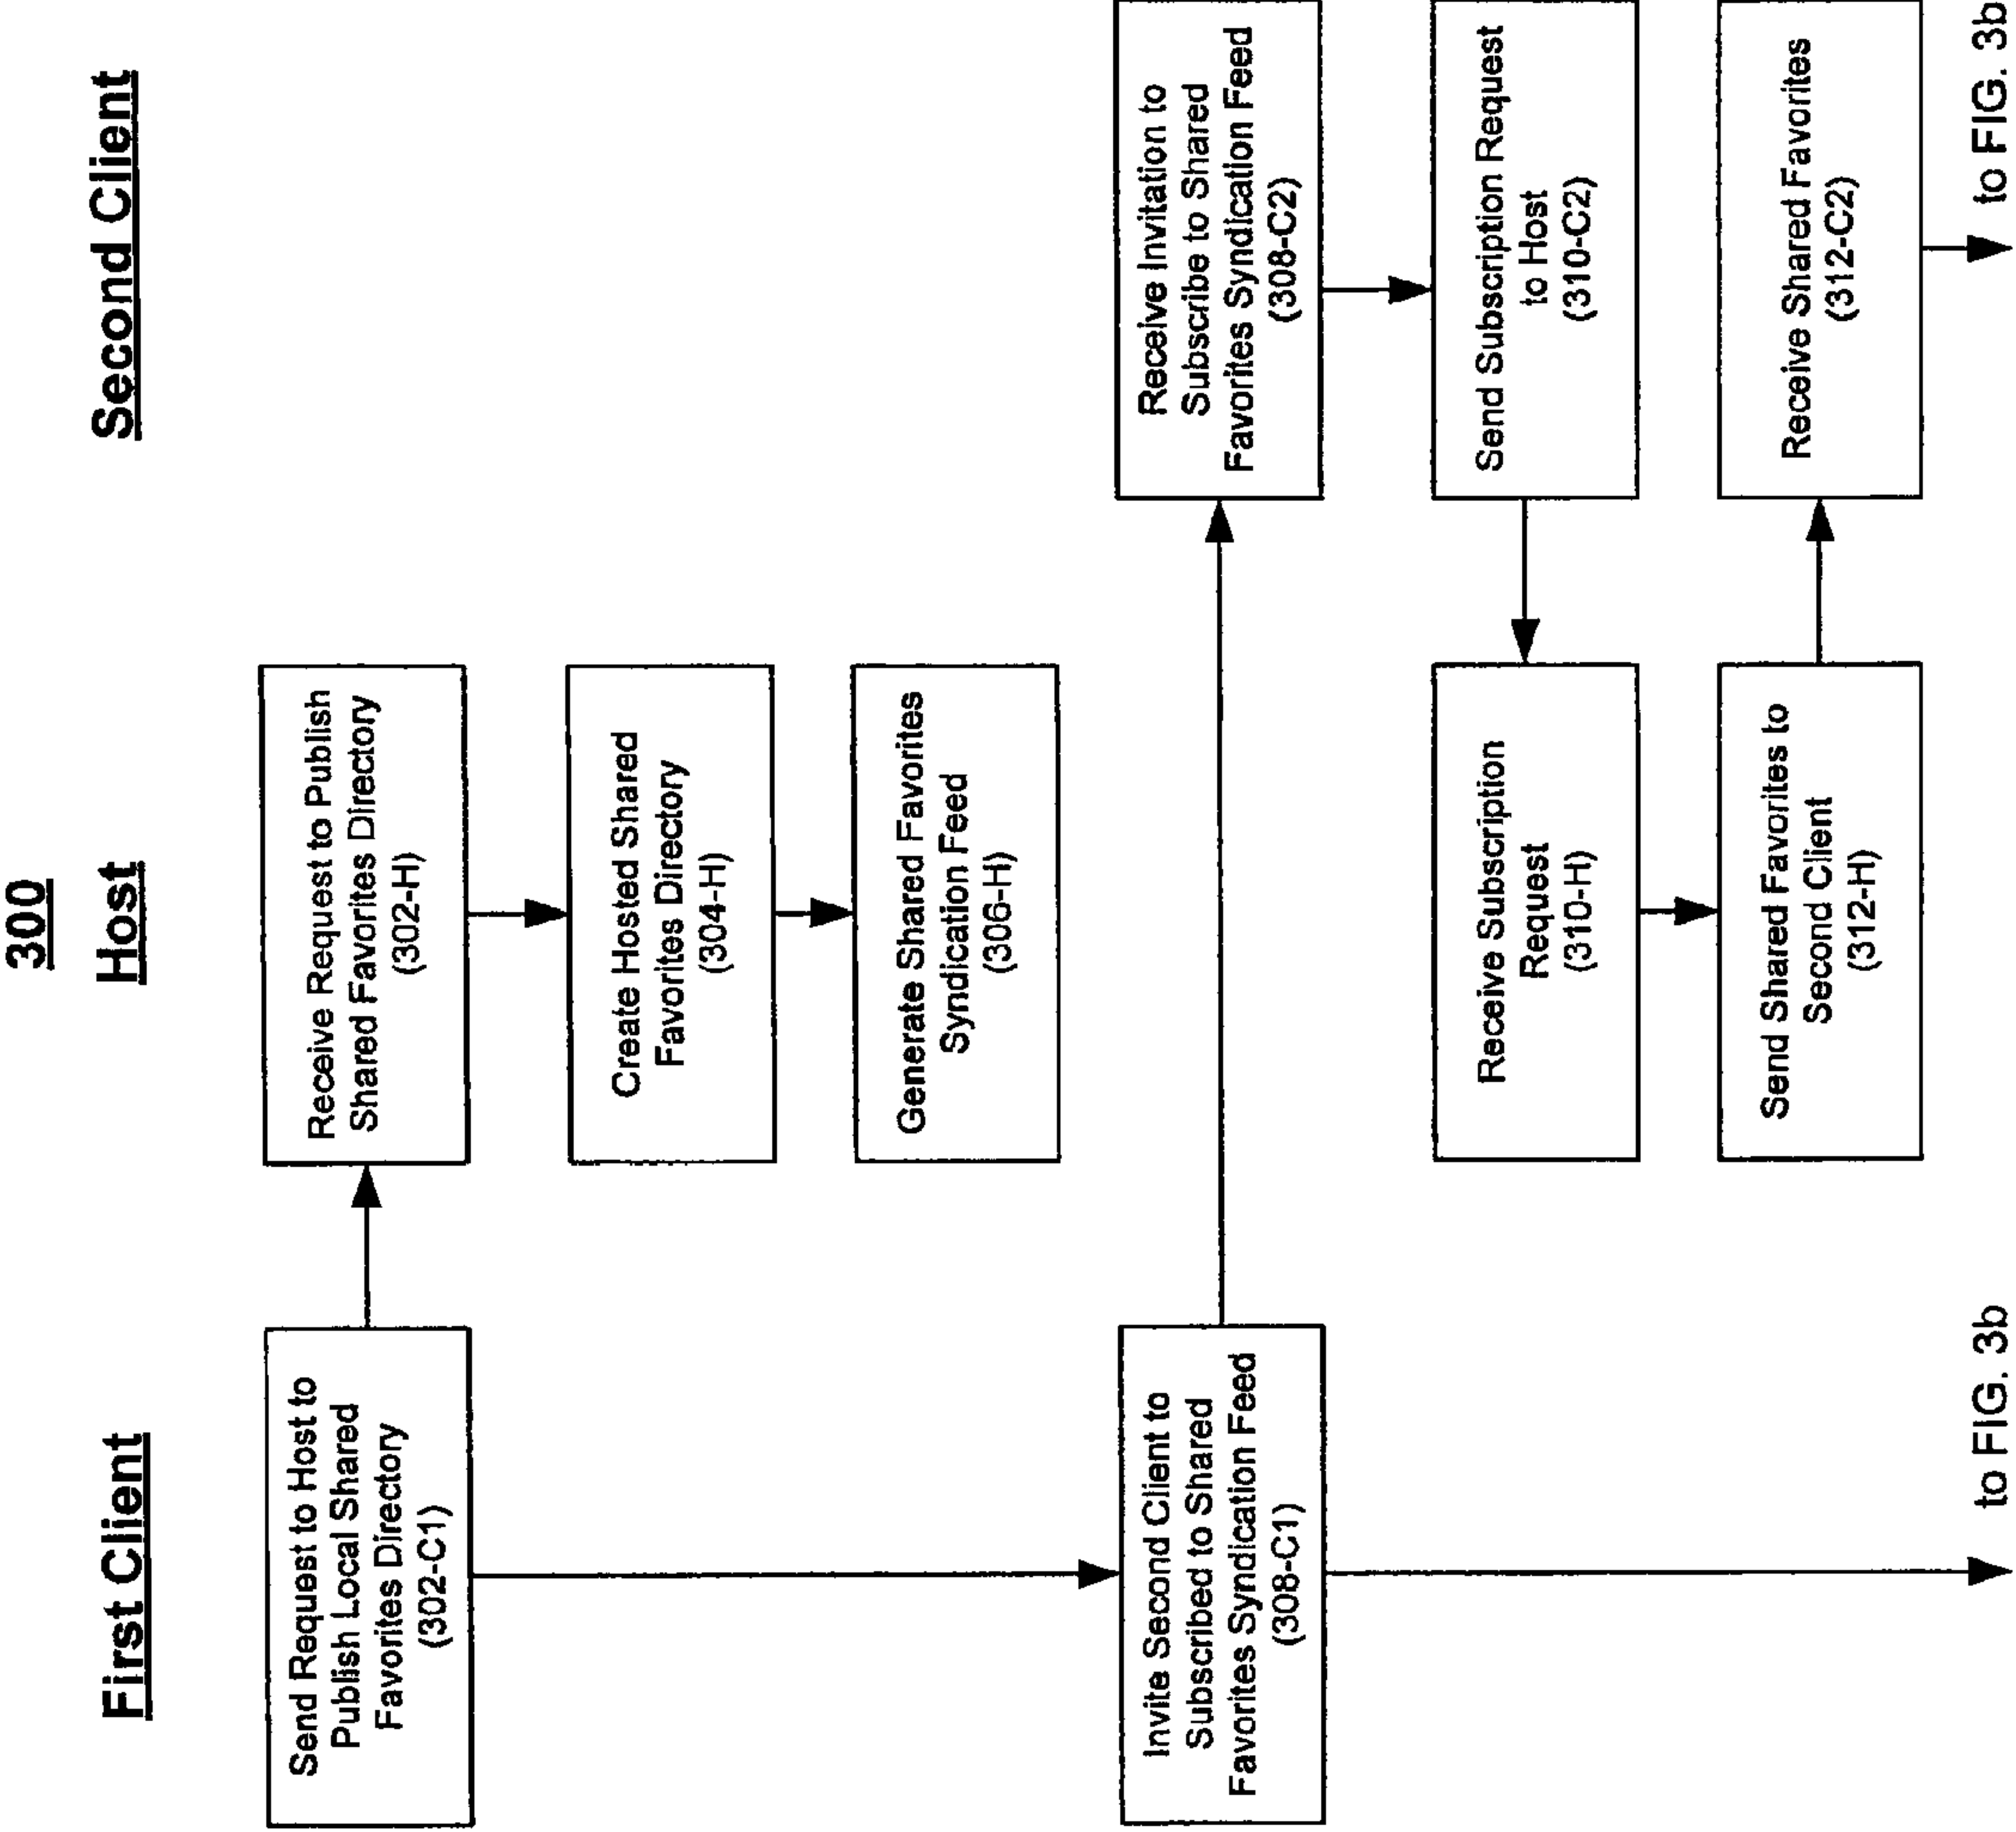 300
First Client
Host
Second Client
Send Request to Host to
Publish Local Shared
Favorites Directory
(302-C1)
Receive Request to Publish
Shared Favorites Directory
(302-H)
Create Hosted Shared
Favorites Directory
(304-H)
Generate Shared Favorites
Syndication Feed
(306-H)
Invite Second Client to
Subscribed to Shared
Favorites Syndication Feed
(308-C1)
Receive Invitation to
Subscribe to Shared
Favorites Syndication Feed
(308-C2)
Send Subscription Request
to Host
(310-C2)
Receive Subscription
Request
(310-H)
Send Shared Favorites to
Second Client
(312-H)
Receive Shared Favorites
(312-C2)
to FIG. 3b
to FIG. 3b